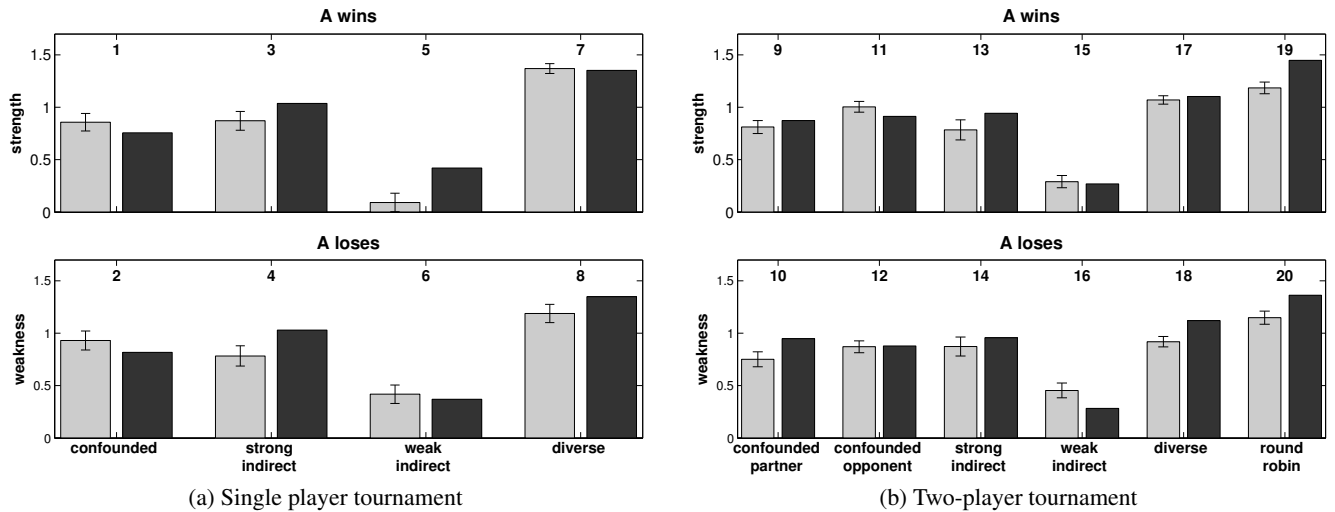 A wins
1 3 5 7
1.5
1
0.5
0
strength
A loses
2 4 6 8
1.5
1
0.5
0
weakness
confounded strong indirect weak indirect diverse
(a) Single player tournament
A wins
9 11 13 15 17 19
1.5
1
0.5
0
strength
A loses
10 12 14 16 18 20
1.5
1
0.5
0
weakness
confounded partner confounded opponent strong indirect weak indirect diverse round robin
(b) Two-player tournament